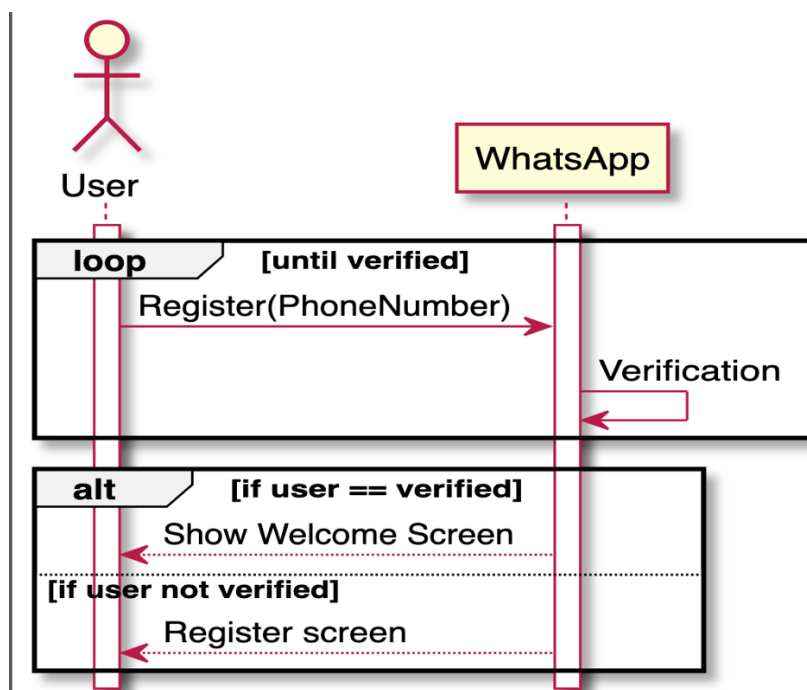 User
WhatsApp
loop [until verified]
Register(PhoneNumber)
Verification
alt [if user == verified]
Show Welcome Screen
[if user not verified]
Register screen